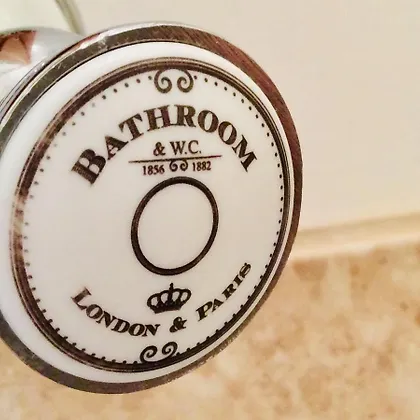 BATHROOM
& W.C.
1856 1882
LONDON & PARIS